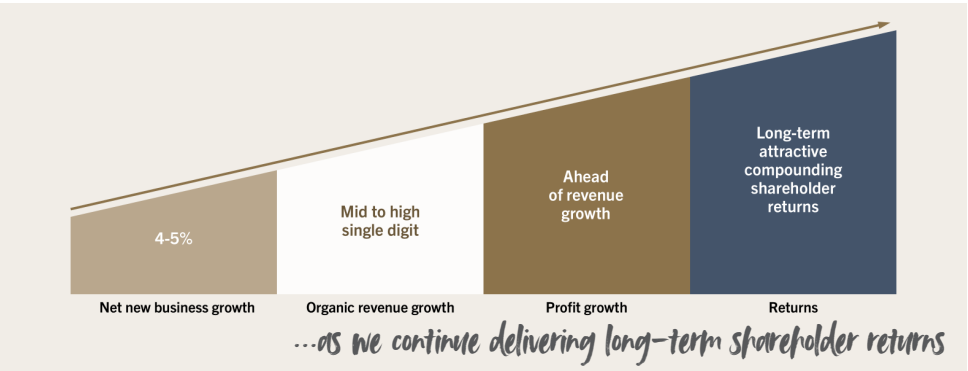 4-5%
Mid to high
single digit
Ahead
of revenue
growth
Long-term
attractive
compounding
shareholder
returns
Net new business growth
Organic revenue growth
Profit growth
Returns
...as we continue delivering long-term shareholder returns